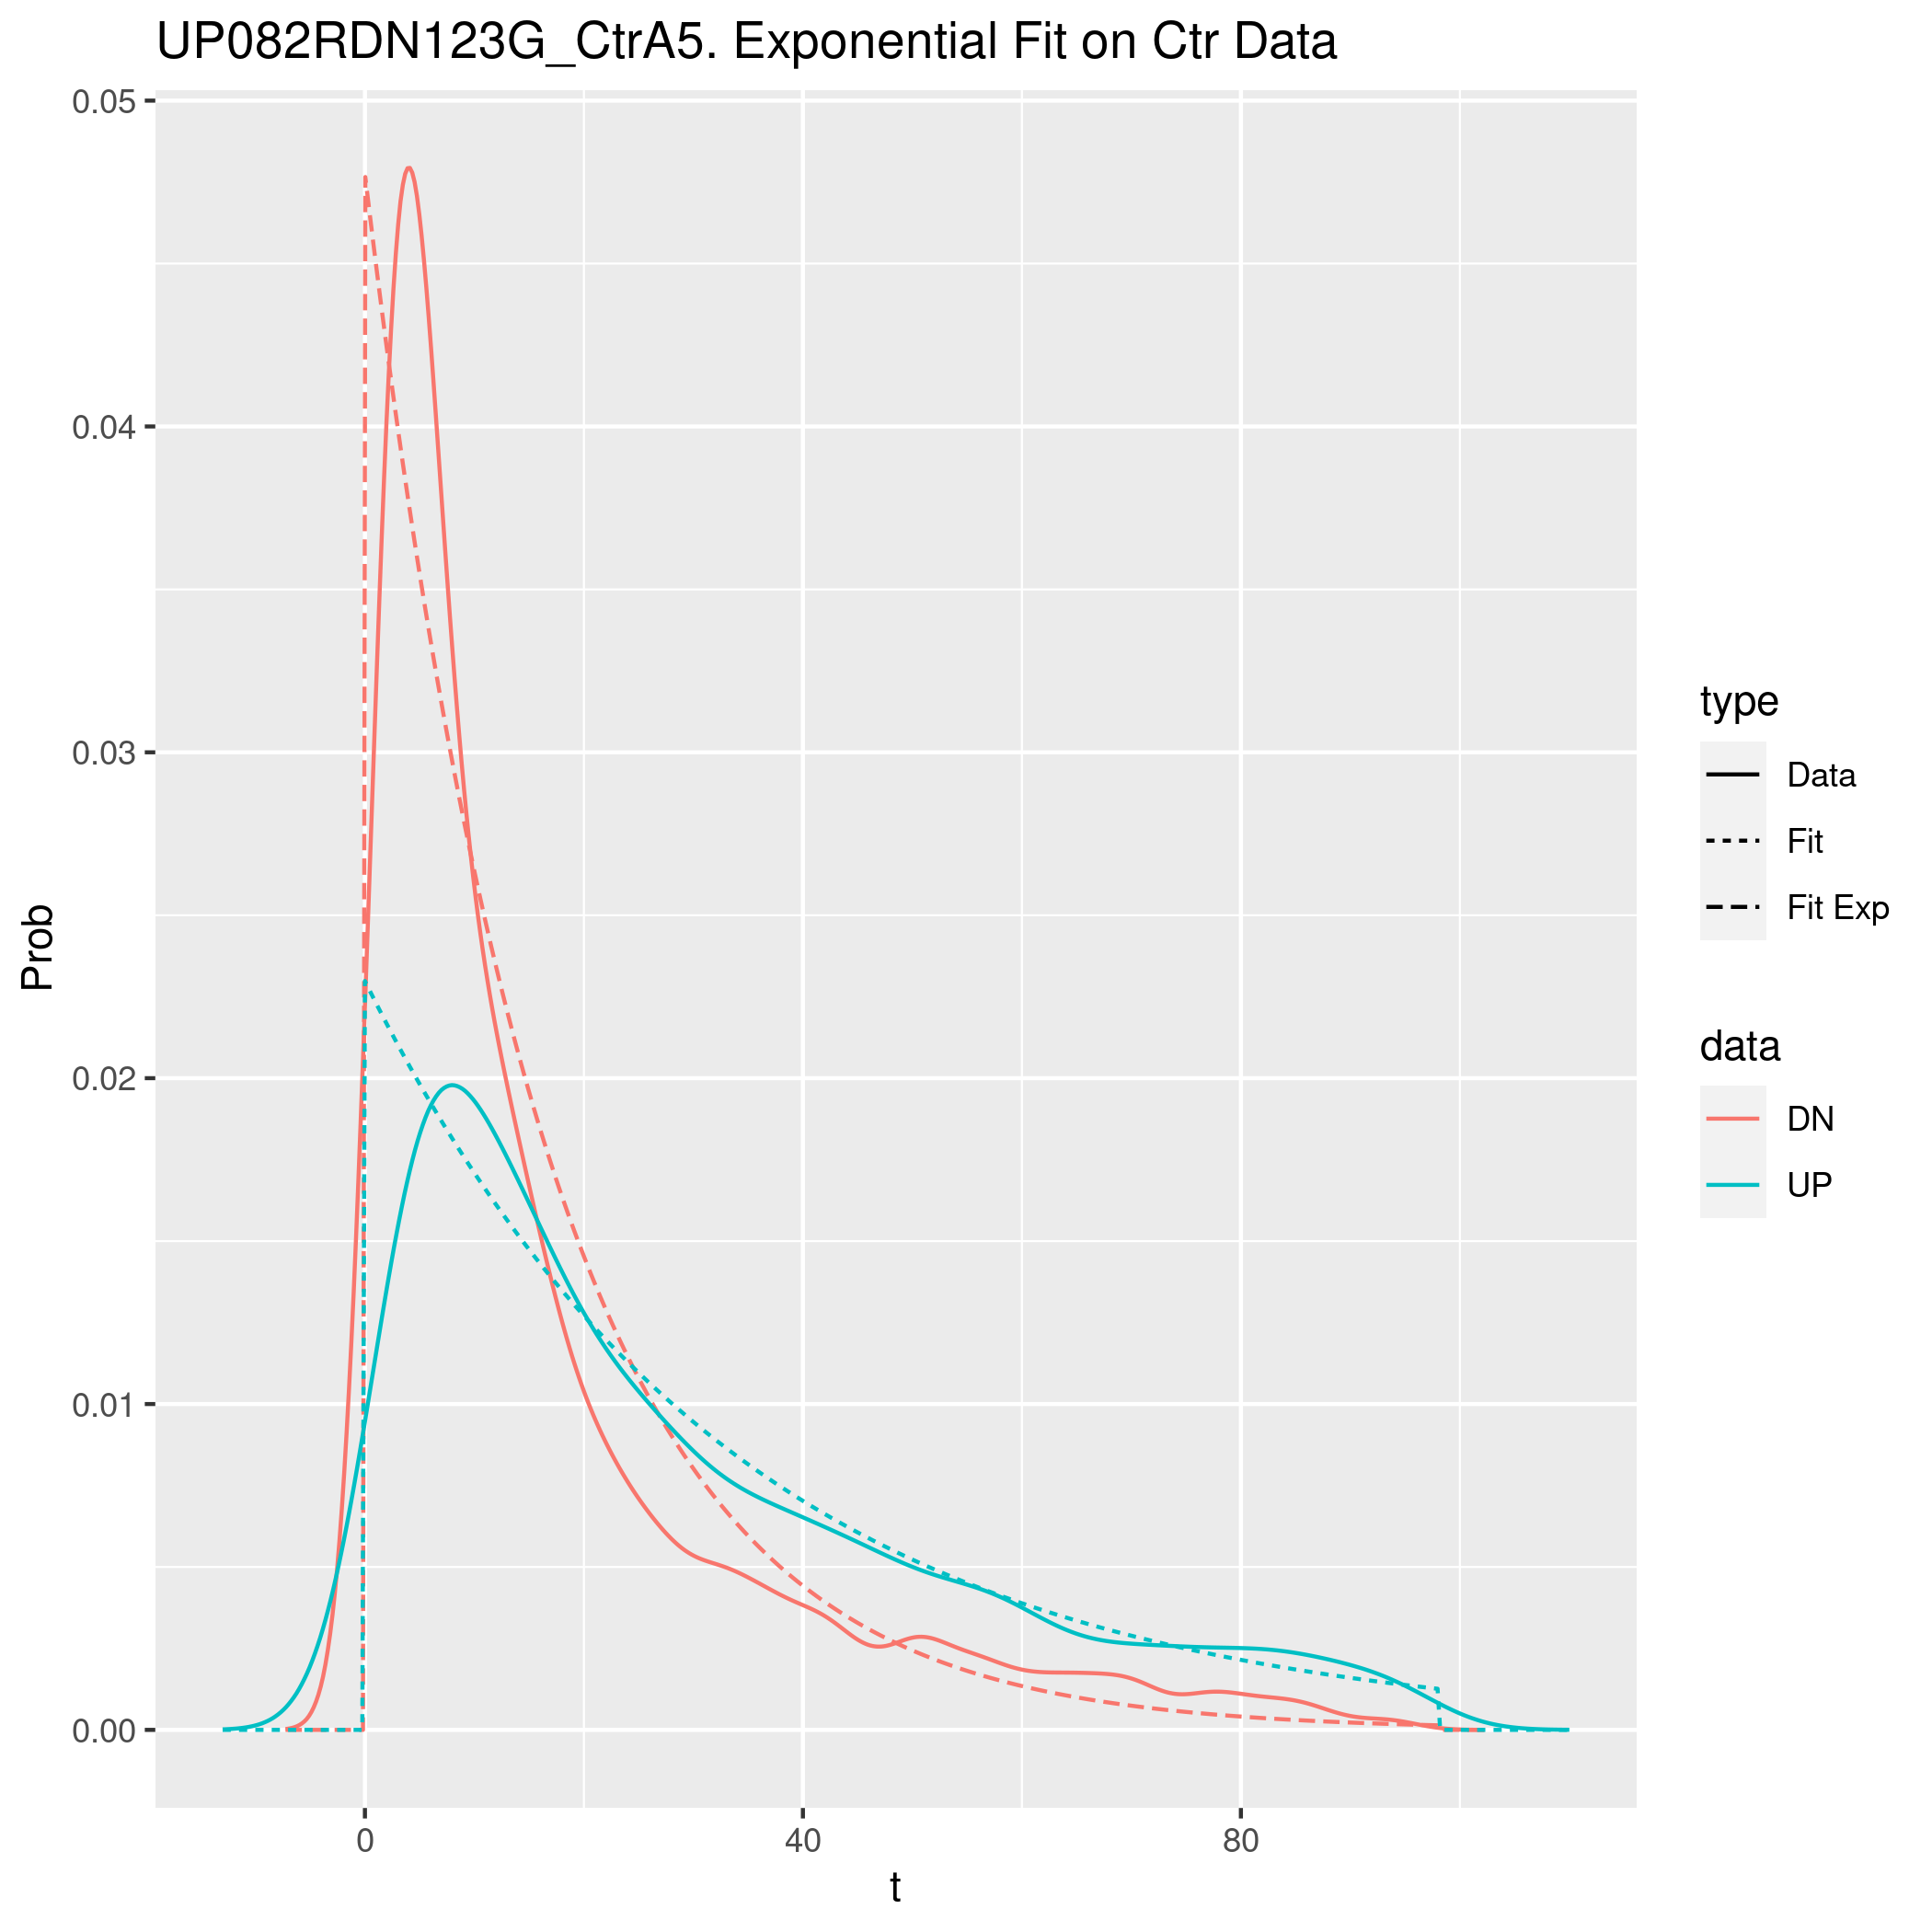 UP082RDN123G_CtrA5. Exponential Fit on Ctr Data
0.05
0.04
0.03
0.02
0.01
0.00
Prob
0
40
80
t
type
Data
Fit
Fit Exp
data
DN
UP